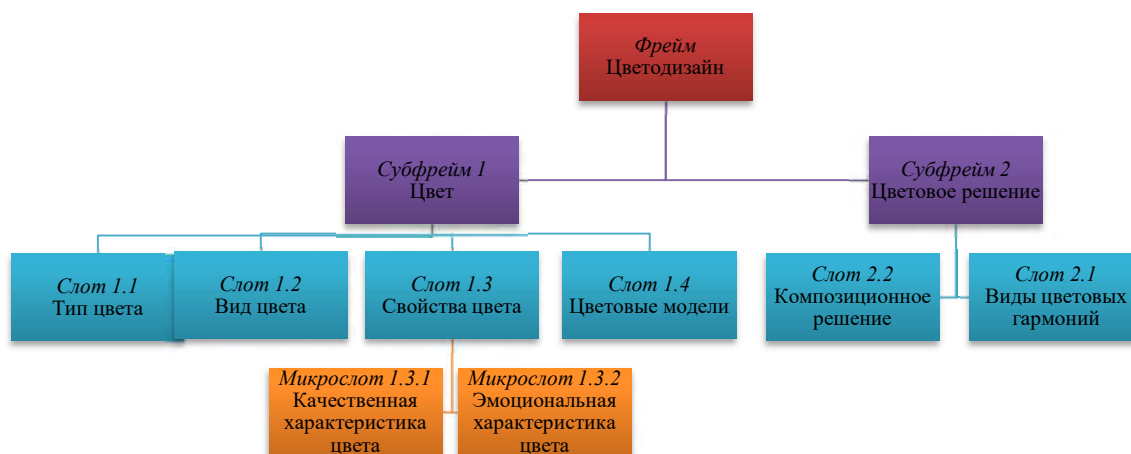 Фрейм
Цветодизайн
Субфрейм 1
Цвет
Субфрейм 2
Цветовое решение
Слот 1.1
Тип цвета
Слот 1.2
Вид цвета
Слот 1.3
Свойства цвета
Слот 1.4
Цветовые модели
Слот 2.2
Композиционное
решение
Слот 2.1
Виды цветовых
гармоний
Микрослот 1.3.1
Качественная
характеристика
цвета
Микрослот 1.3.2
Эмоциональная
характеристика
цвета